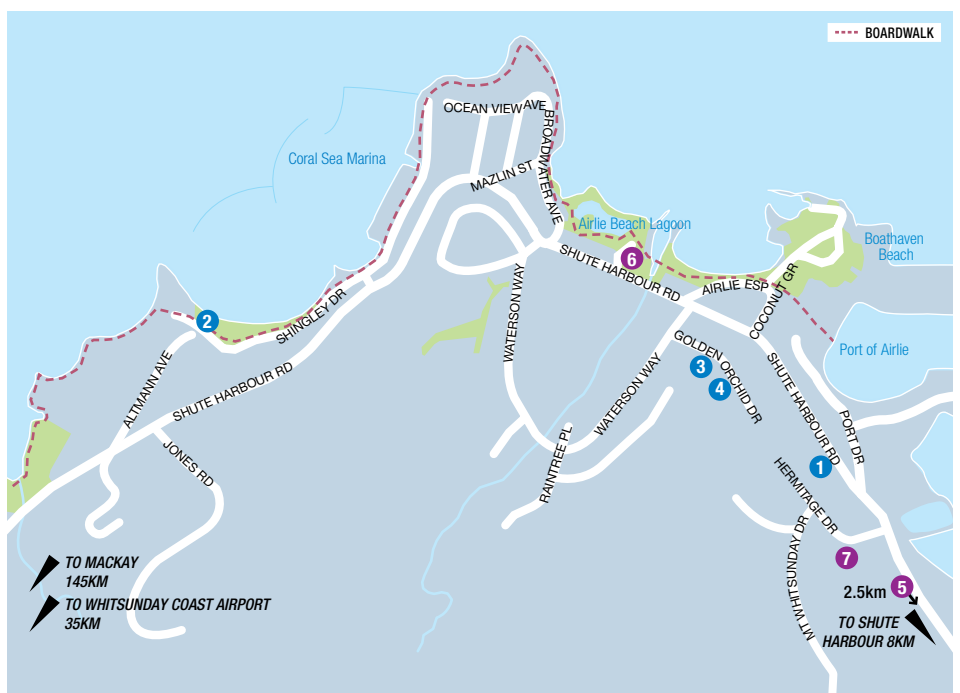 BOARDWALK
OCEAN VIEW AVE
BROADWATER AVE
Coral Sea Marina
MAZLIN ST
Airlie Beach Lagoon
6
SHUTE HARBOUR RD
Boathaven
Beach
AIRLIE ESP
COCONUT GR
WATERSON WAY
2
SHINGLEY DR
Port of Airlie
GOLDEN ORCHID DR
3
4
ALTMANN AVE
SHUTE HARBOUR RD
WATERSON WAY
SHUTE HARBOUR RD
PORT DR
JONES RD
RAINTREE PL
1
HERMITAGE DR
MT WHITSUNDAY DR
7
TO MACKAY
145KM
TO WHITSUNDAY COAST AIRPORT
35KM
2.5km
5
TO SHUTE
HARBOUR 8KM